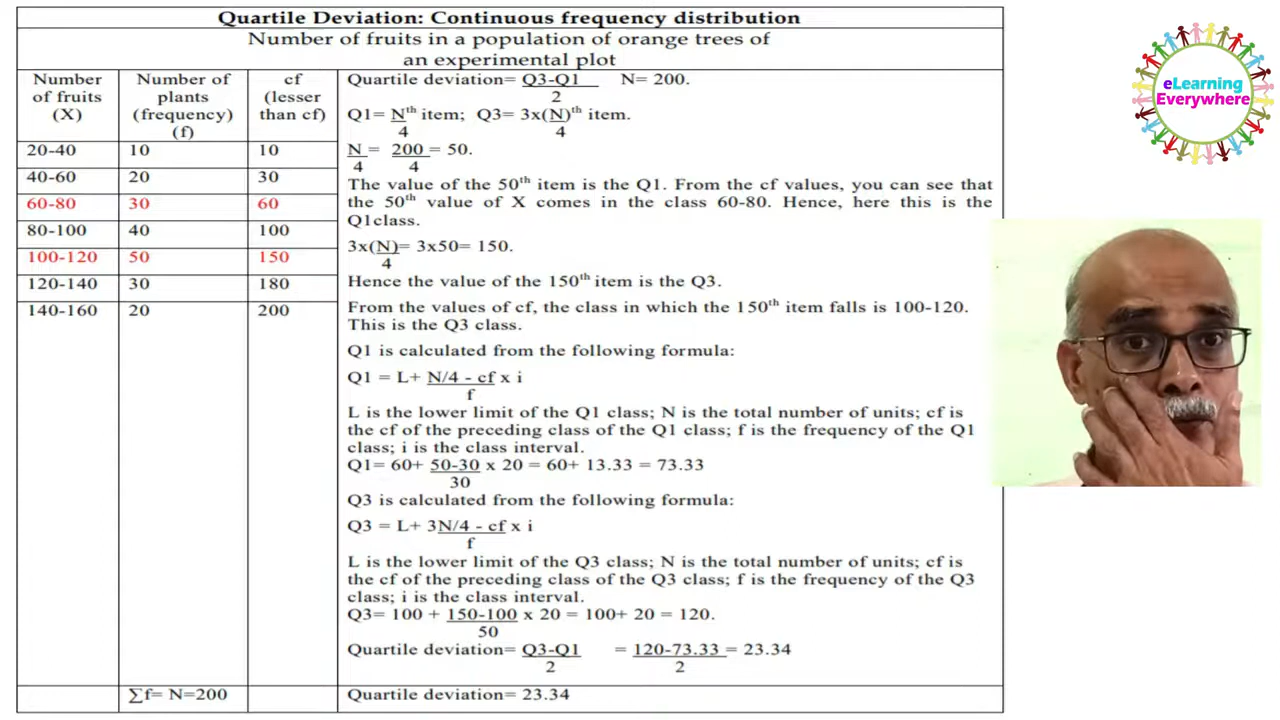 Quartile Deviation: Continuous frequency distribution
Number of fruits in a population of orange trees of
an experimental plot
Number of fruits (X)
Number of plants (frequency) (f)
cf (lesser than cf)
20-40 10 10
40-60 20 30
60-80 30 60
80-100 40 100
100-120 50 150
120-140 30 180
140-160 20 200
∑f= N=200
Quartile deviation= Q3-Q1 N= 200.
2
Q1= Nth item; Q3= 3x(N)th item.
4 4
N = 200 = 50.
4 4
The value of the 50th item is the Q1. From the cf values, you can see that
the 50th value of X comes in the class 60-80. Hence, here this is the
Q1class.
3x(N)= 3x50= 150.
4
Hence the value of the 150th item is the Q3.
From the values of cf, the class in which the 150th item falls is 100-120.
This is the Q3 class.
Q1 is calculated from the following formula:
Q1 = L+ N/4 - cf x i
f
L is the lower limit of the Q1 class; N is the total number of units; cf is
the cf of the preceding class of the Q1 class; f is the frequency of the Q1
class; i is the class interval.
Q1= 60+ 50-30 x 20 = 60+ 13.33 = 73.33
30
Q3 is calculated from the following formula:
Q3 = L+ 3N/4 - cf x i
f
L is the lower limit of the Q3 class; N is the total number of units; cf is
the cf of the preceding class of the Q3 class; f is the frequency of the Q3
class; i is the class interval.
Q3= 100 + 150-100 x 20 = 100+ 20 = 120.
50
Quartile deviation= Q3-Q1 = 120-73.33 = 23.34
2 2
Quartile deviation= 23.34
eLearning
Everywhere